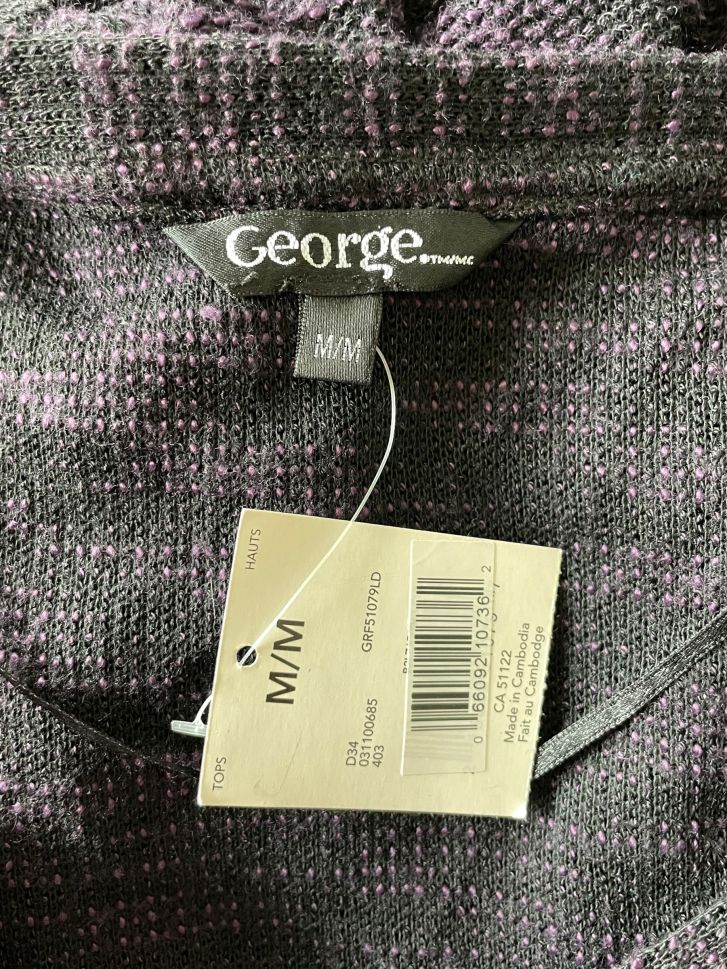 George.®TM/MC
M/M
HAUTS
TOPS
M/M
GRF51079LD
D34
031100685
403
0 66092 10736 2
CA 51122
Made in Cambodia
Fait au Cambodge